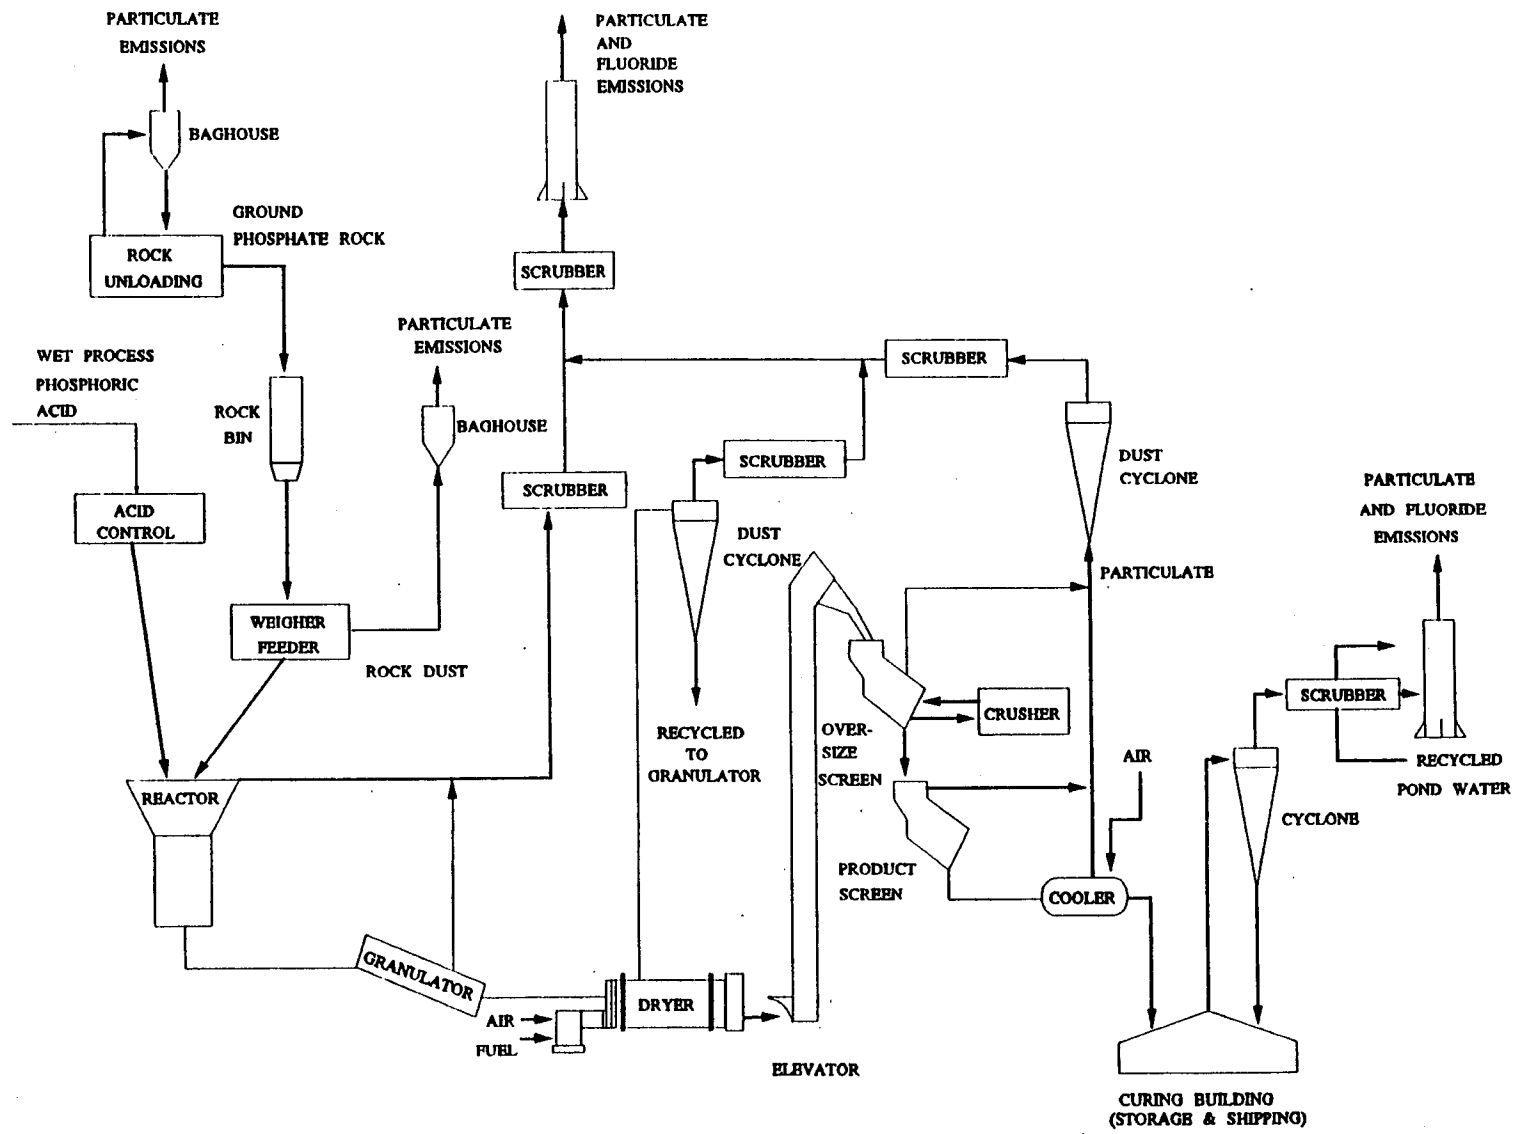 PARTICULATE
EMISSIONS
BAGHOUSE
PARTICULATE
AND
FLUORIDE
EMISSIONS
GROUND
PHOSPHATE ROCK
ROCK
UNLOADING
SCRUBBER
WET PROCESS
PHOSPHORIC
ACID
ROCK
BIN
PARTICULATE
EMISSIONS
BAGHOUSE
SCRUBBER
SCRUBBER
SCRUBBER
DUST
CYCLONE
DUST
CYCLONE
PARTICULATE
AND FLUORIDE
EMISSIONS
ACID
CONTROL
PARTICULATE
WEIGHER
FEEDER
ROCK DUST
RECYCLED
TO
GRANULATOR
OVER-
SIZE
SCREEN
CRUSHER
SCRUBBER
AIR
RECYCLED
POND WATER
REACTOR
CYCLONE
PRODUCT
SCREEN
COOLER
GRANULATOR
AIR
FUEL
DRYER
ELEVATOR
CURING BUILDING
(STORAGE & SHIPPING)